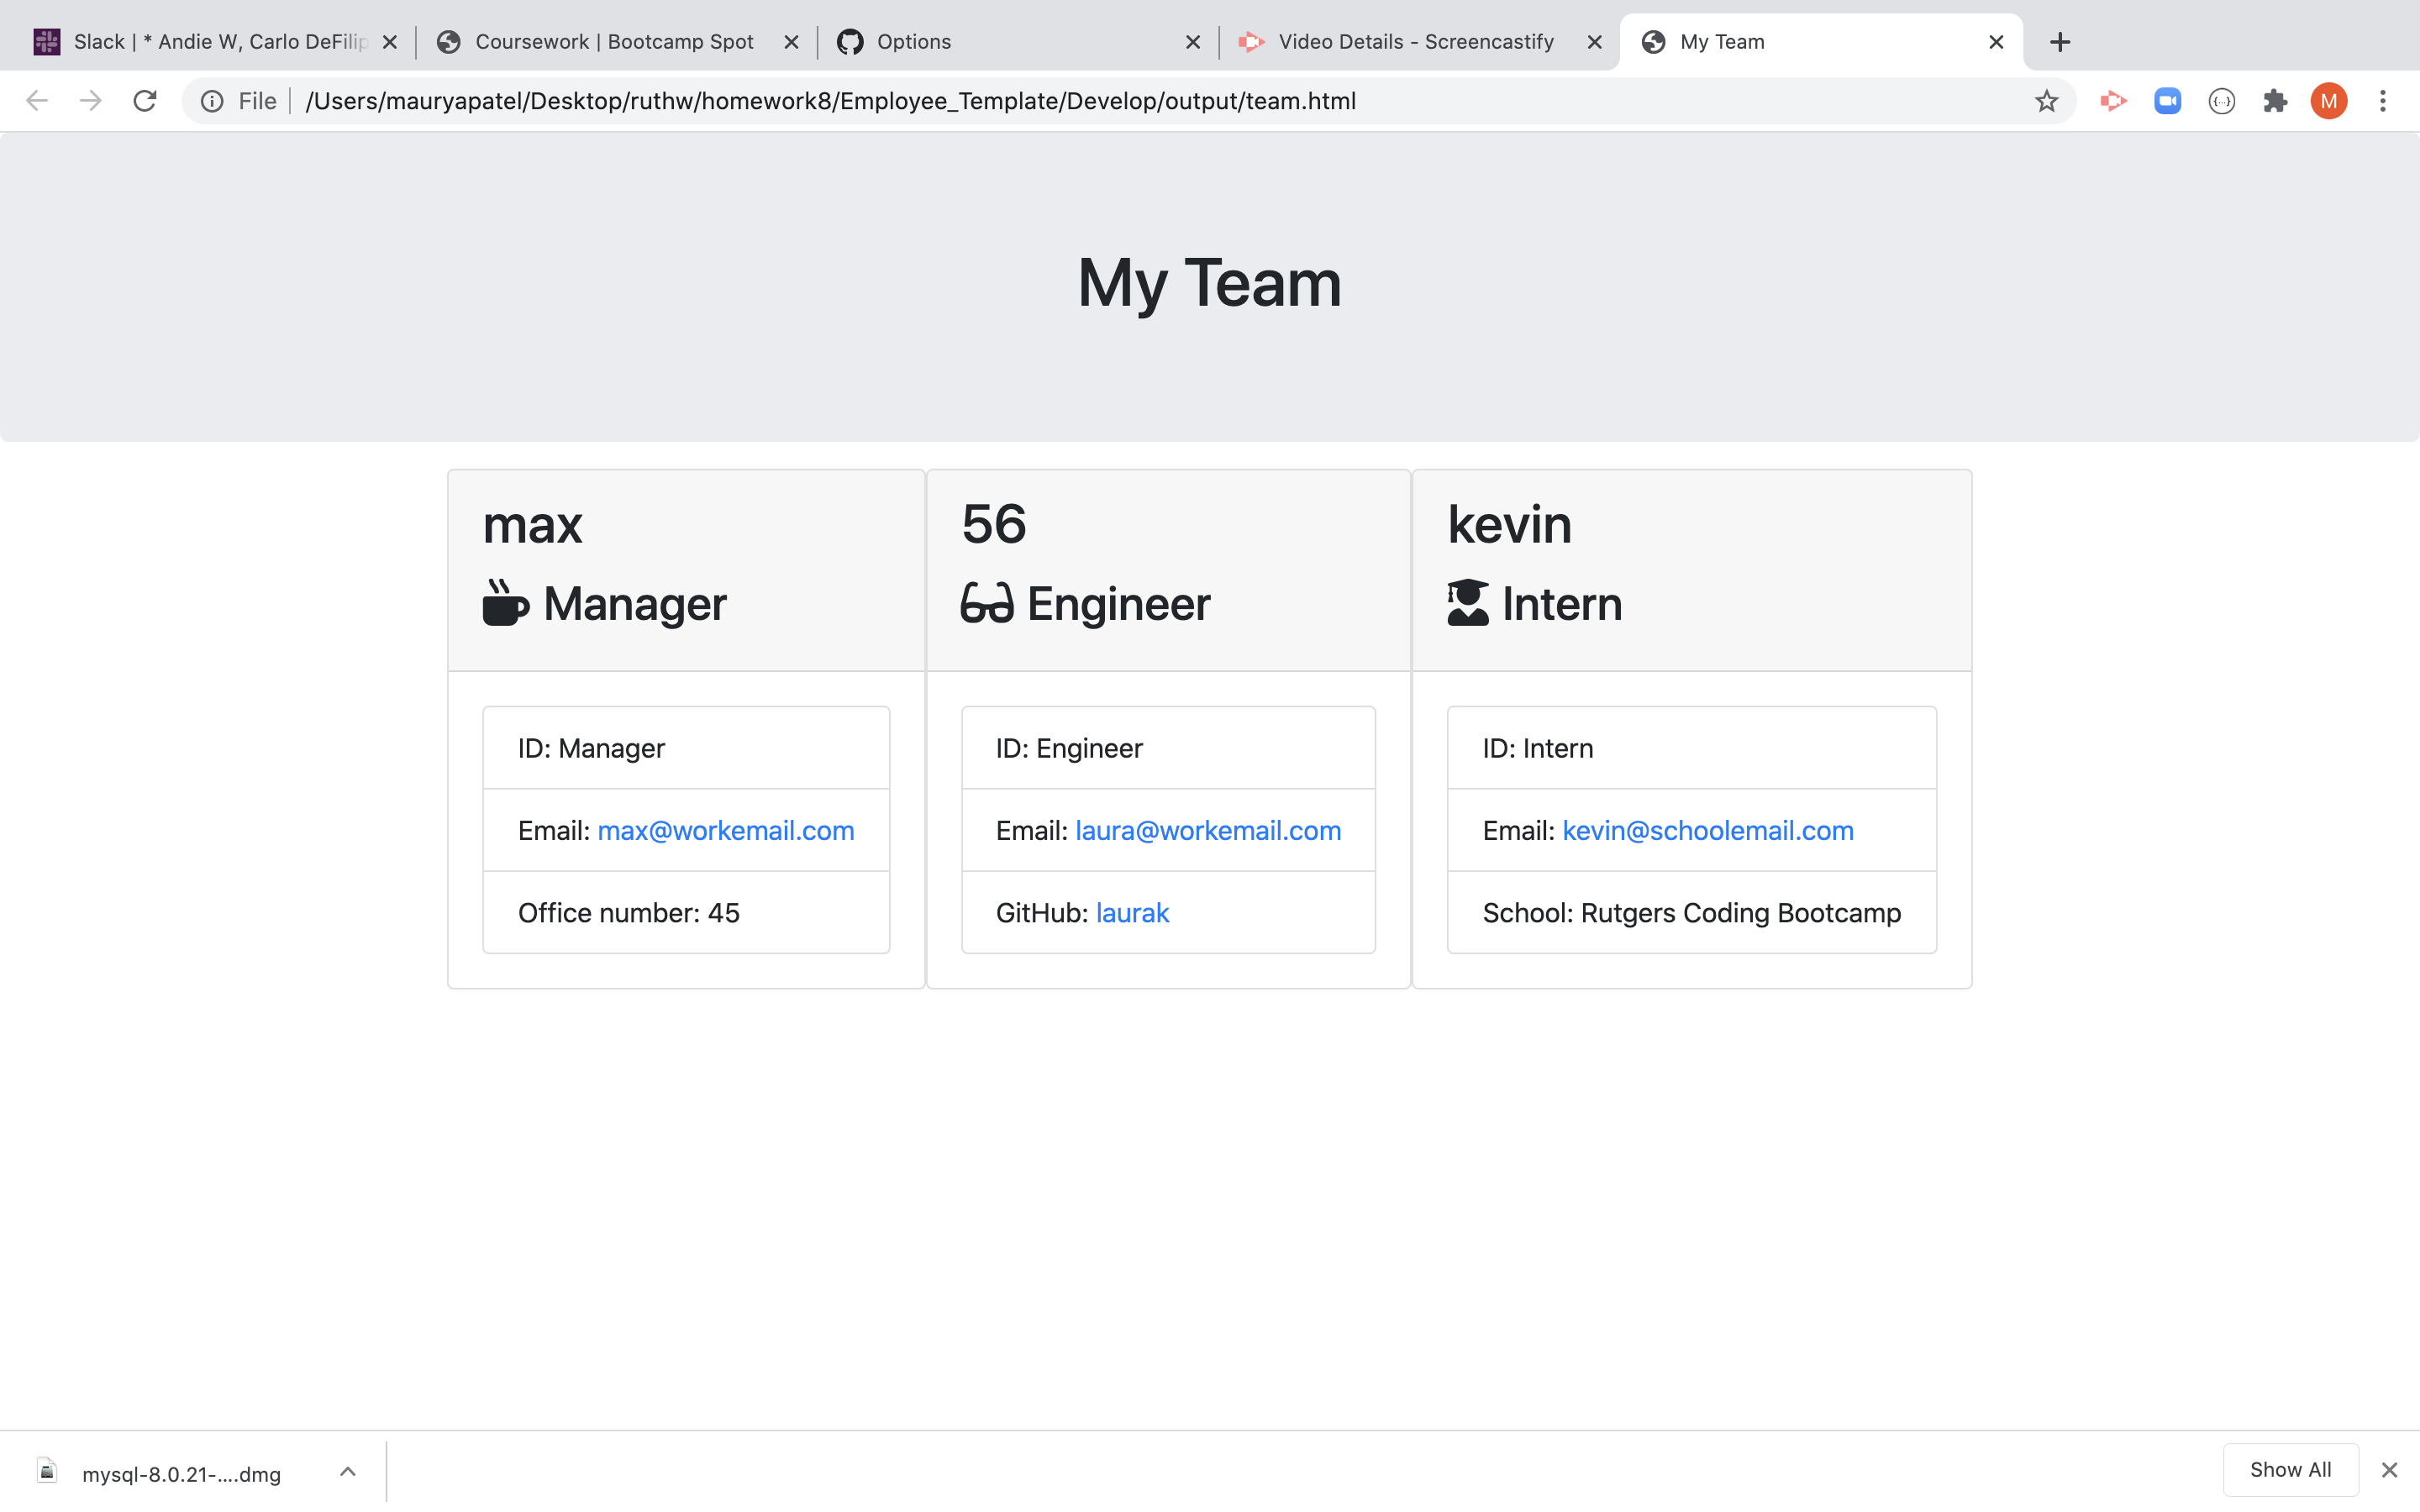 Slack | * Andie W, Carlo DeFilip
Coursework | Bootcamp Spot
Options
Video Details - Screencastify
My Team
File
/Users/mauryapatel/Desktop/ruthw/homework8/Employee_Template/Develop/output/team.html
M
My Team
max
Manager
ID: Manager
Email: max@workemail.com
Office number: 45
56
Engineer
ID: Engineer
Email: laura@workemail.com
GitHub: laurak
kevin
Intern
ID: Intern
Email: kevin@schoolemail.com
School: Rutgers Coding Bootcamp
mysql-8.0.21-....dmg
Show All